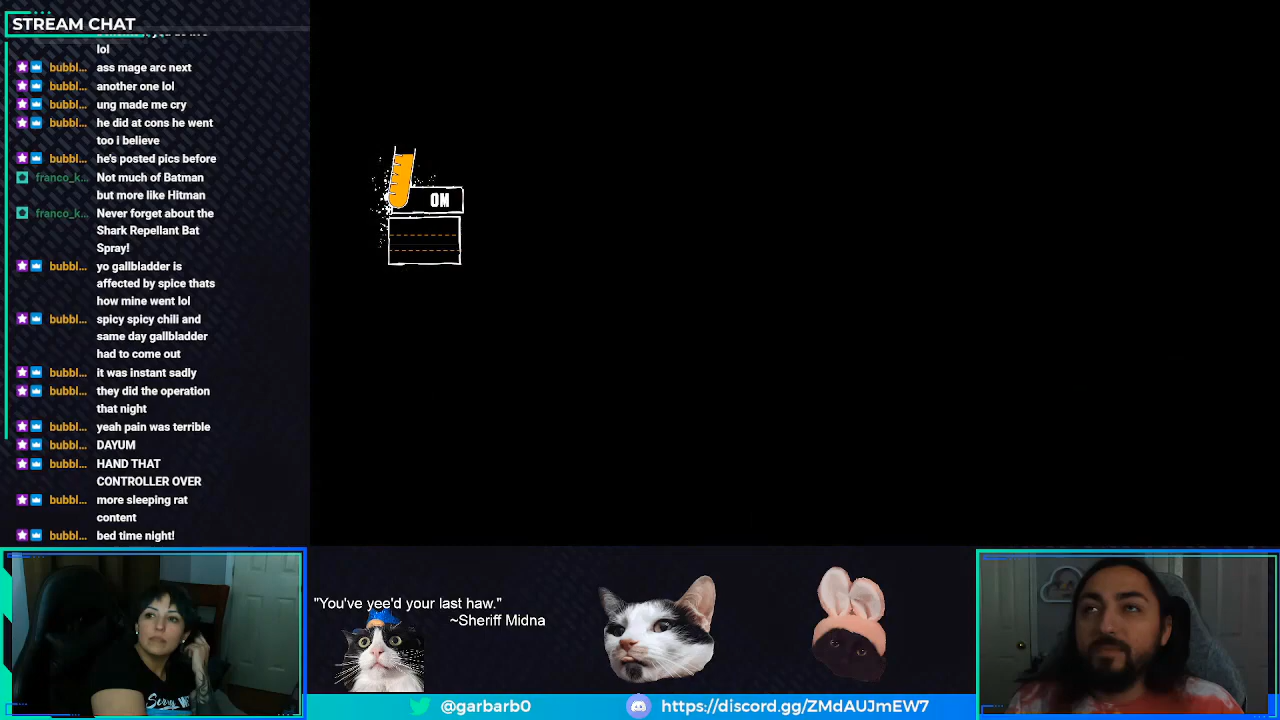 STREAM CHAT
lol
bubbl... ass mage arc next
bubbl... another one lol
bubbl... ung made me cry
bubbl... he did at cons he went
too i believe
bubbl... he's posted pics before
franco_k... Not much of Batman
but more like Hitman
franco_k... Never forget about the
Shark Repellant Bat
Spray!
bubbl... yo gallbladder is
affected by spice thats
how mine went lol
bubbl... spicy spicy chili and
same day gallbladder
had to come out
bubbl... it was instant sadly
bubbl... they did the operation
that night
bubbl... yeah pain was terrible
bubbl... DAYUM
bubbl... HAND THAT
CONTROLLER OVER
bubbl... more sleeping rat
content
bubbl... bed time night!
OM
"You've yee'd your last haw."
~Sheriff Midna
@garbarb0
https://discord.gg/ZMdAUJmEW7